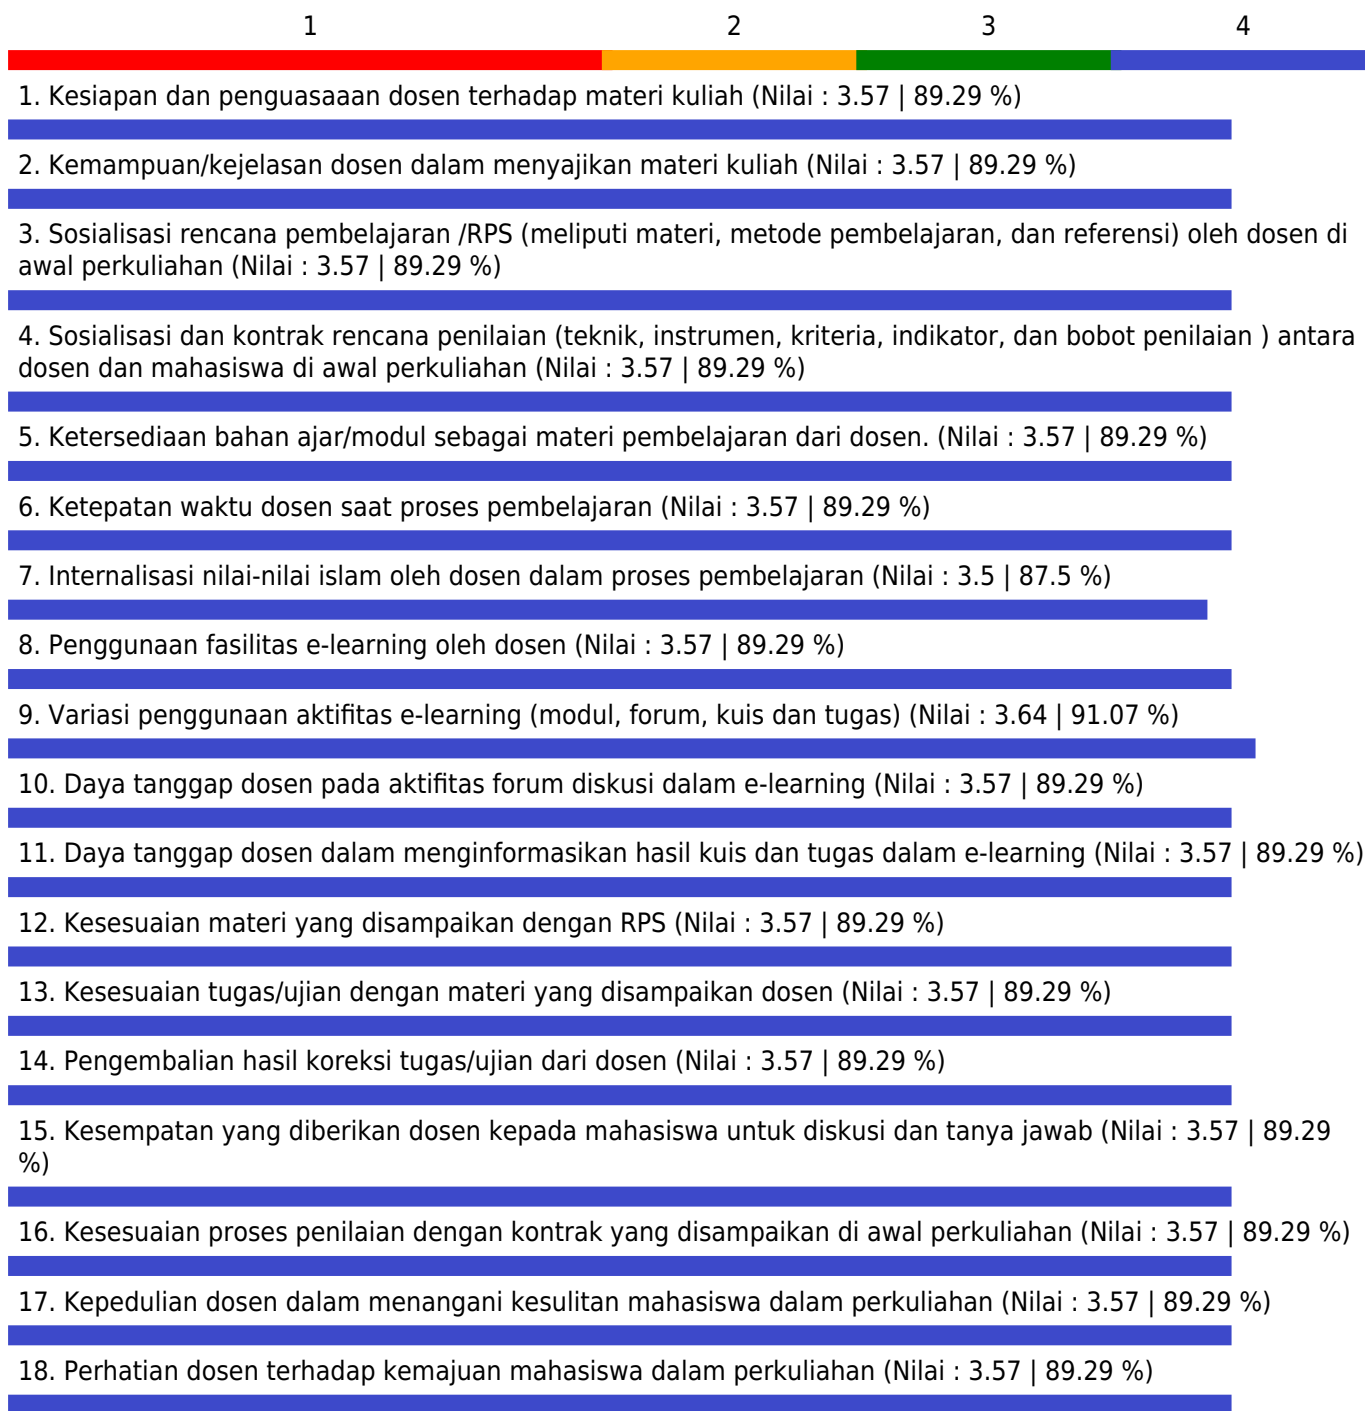 1 2 3 4
1. Kesiapan dan penguasaaan dosen terhadap materi kuliah (Nilai : 3.57 | 89.29 %)
2. Kemampuan/kejelasan dosen dalam menyajikan materi kuliah (Nilai : 3.57 | 89.29 %)
3. Sosialisasi rencana pembelajaran /RPS (meliputi materi, metode pembelajaran, dan referensi) oleh dosen di
awal perkuliahan (Nilai : 3.57 | 89.29 %)
4. Sosialisasi dan kontrak rencana penilaian (teknik, instrumen, kriteria, indikator, dan bobot penilaian ) antara
dosen dan mahasiswa di awal perkuliahan (Nilai : 3.57 | 89.29 %)
5. Ketersediaan bahan ajar/modul sebagai materi pembelajaran dari dosen. (Nilai : 3.57 | 89.29 %)
6. Ketepatan waktu dosen saat proses pembelajaran (Nilai : 3.57 | 89.29 %)
7. Internalisasi nilai-nilai islam oleh dosen dalam proses pembelajaran (Nilai : 3.5 | 87.5 %)
8. Penggunaan fasilitas e-learning oleh dosen (Nilai : 3.57 | 89.29 %)
9. Variasi penggunaan aktifitas e-learning (modul, forum, kuis dan tugas) (Nilai : 3.64 | 91.07 %)
10. Daya tanggap dosen pada aktifitas forum diskusi dalam e-learning (Nilai : 3.57 | 89.29 %)
11. Daya tanggap dosen dalam menginformasikan hasil kuis dan tugas dalam e-learning (Nilai : 3.57 | 89.29 %)
12. Kesesuaian materi yang disampaikan dengan RPS (Nilai : 3.57 | 89.29 %)
13. Kesesuaian tugas/ujian dengan materi yang disampaikan dosen (Nilai : 3.57 | 89.29 %)
14. Pengembalian hasil koreksi tugas/ujian dari dosen (Nilai : 3.57 | 89.29 %)
15. Kesempatan yang diberikan dosen kepada mahasiswa untuk diskusi dan tanya jawab (Nilai : 3.57 | 89.29
%)
16. Kesesuaian proses penilaian dengan kontrak yang disampaikan di awal perkuliahan (Nilai : 3.57 | 89.29 %)
17. Kepedulian dosen dalam menangani kesulitan mahasiswa dalam perkuliahan (Nilai : 3.57 | 89.29 %)
18. Perhatian dosen terhadap kemajuan mahasiswa dalam perkuliahan (Nilai : 3.57 | 89.29 %)